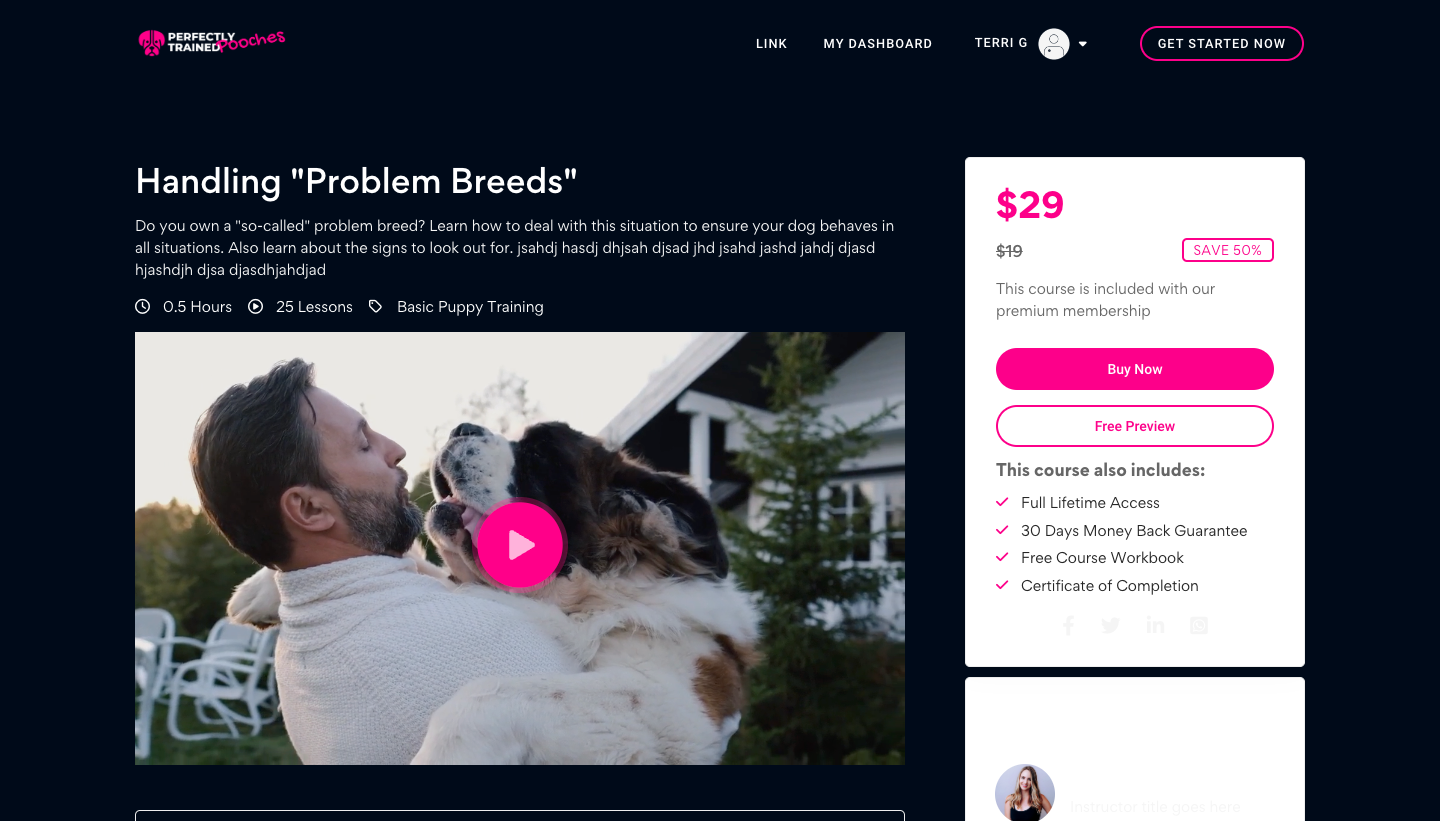 PERFECTLY
TRAINED
Pooches
LINK
MY DASHBOARD
TERRI G
GET STARTED NOW
Handling "Problem Breeds"
Do you own a "so-called" problem breed? Learn how to deal with this situation to ensure your dog behaves in
all situations. Also learn about the signs to look out for. jsahdj hasdj dhjsah djsad jhd jsahd jashd jahdj djasd
hjashdjh djsa djasdhjahdjad
0.5 Hours
25 Lessons
Basic Puppy Training
$29
$19
SAVE 50%
This course is included with our
premium membership
Buy Now
Free Preview
This course also includes:
Full Lifetime Access
30 Days Money Back Guarantee
Free Course Workbook
Certificate of Completion
Instructor title goes here